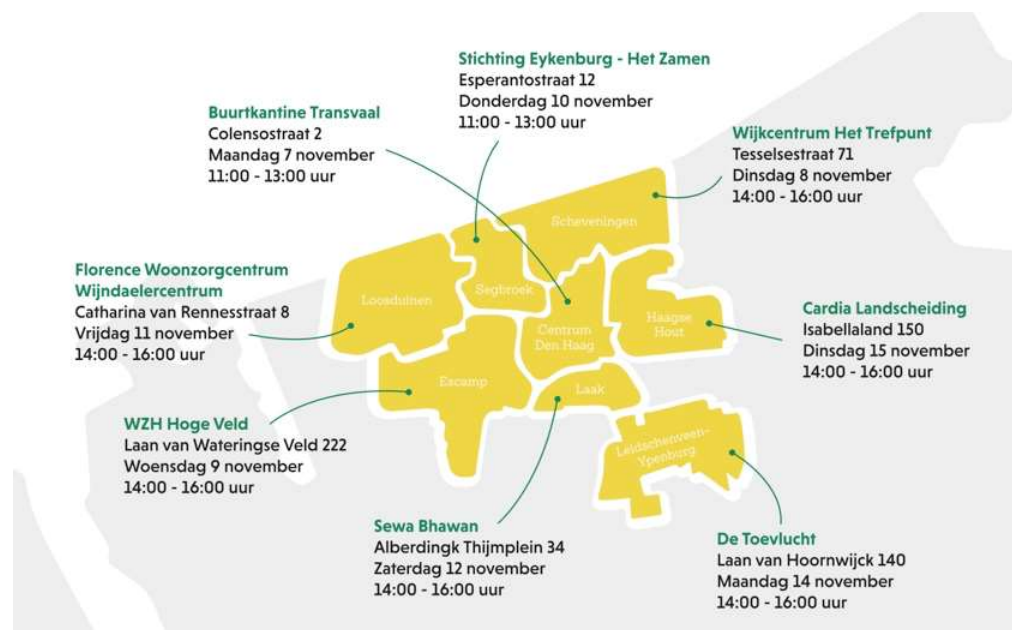 Stichting Eykenburg - Het Zamen
Esperantostraat 12
Donderdag 10 november
11:00 - 13:00 uur
Buurtkantine Transvaal
Colensostraat 2
Maandag 7 november
11:00 - 13:00 uur
Wijkcentrum Het Trefpunt
Tesselsestraat 71
Dinsdag 8 november
14:00 - 16:00 uur
Florence Woonzorgcentrum
Wijndaelercentrum
Catharina van Rennesstraat 8
Vrijdag 11 november
14:00 - 16:00 uur
Scheveningen
Loosduinen
Segbroek
Centrum
Den Haag
Haagse
Hout
Escamp
Laak
Leidschenveen-
Ypenburg
Cardia Landscheiding
Isabellaland 150
Dinsdag 15 november
14:00 - 16:00 uur
WZH Hoge Veld
Laan van Wateringse Veld 222
Woensdag 9 november
14:00 - 16:00 uur
Sewa Bhawan
Alberdingk Thijmplein 34
Zaterdag 12 november
14:00 - 16:00 uur
De Toevlucht
Laan van Hoornwijck 140
Maandag 14 november
14:00 - 16:00 uur